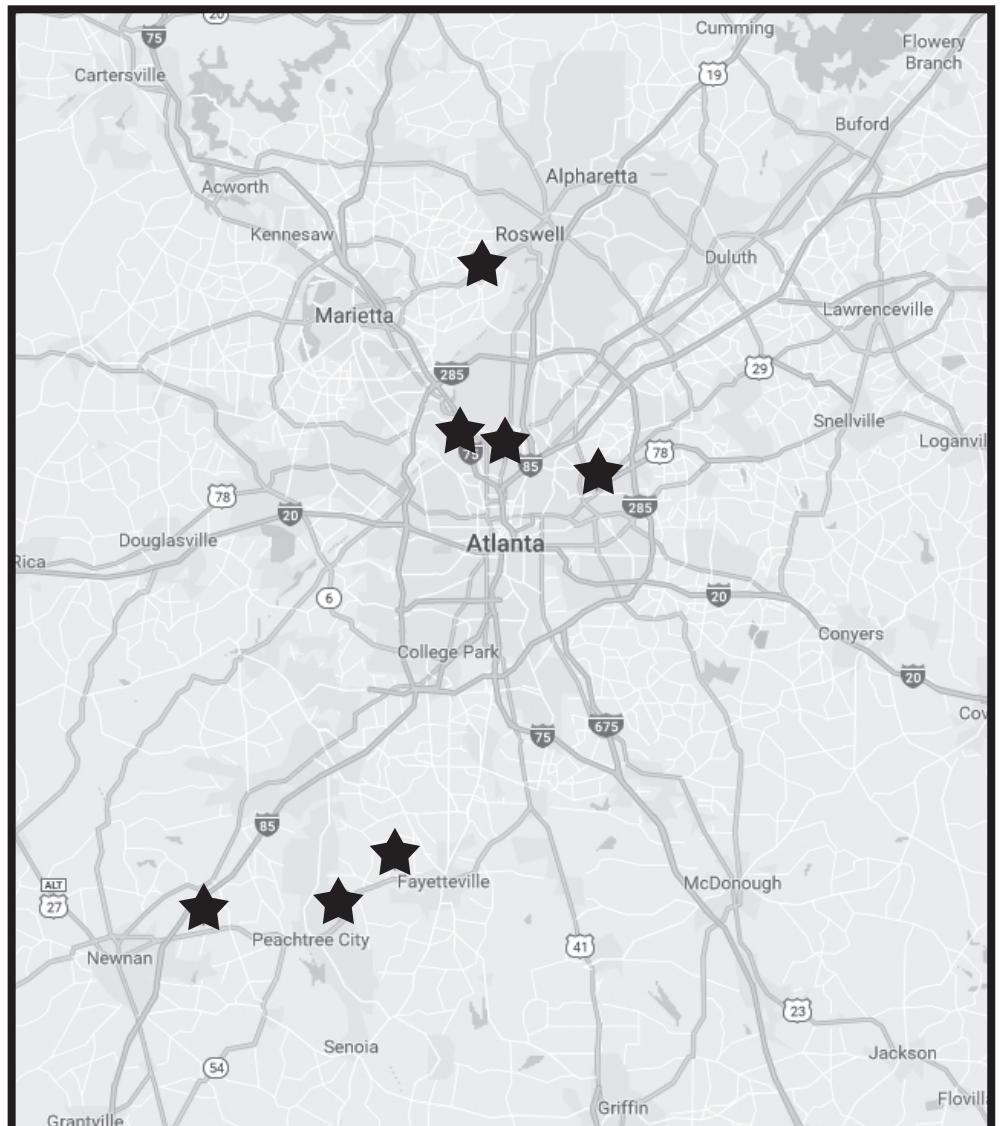 20
Cumming
75
Flowery
Branch
19
Cartersville
Buford
Alpharetta
Acworth
Kennesaw
Roswell
Duluth
Lawrenceville
Marietta
285
29
Snellville
Loganvil
75
85
78
78
285
20
Atlanta
Douglasville
Rica
6
20
Conyers
College Park
20
Cov
675
75
85
ALT
27
Fayetteville
McDonough
Peachtree City
41
Newnan
23
Senoia
Jackson
54
Flovilla
Griffin
Grantville